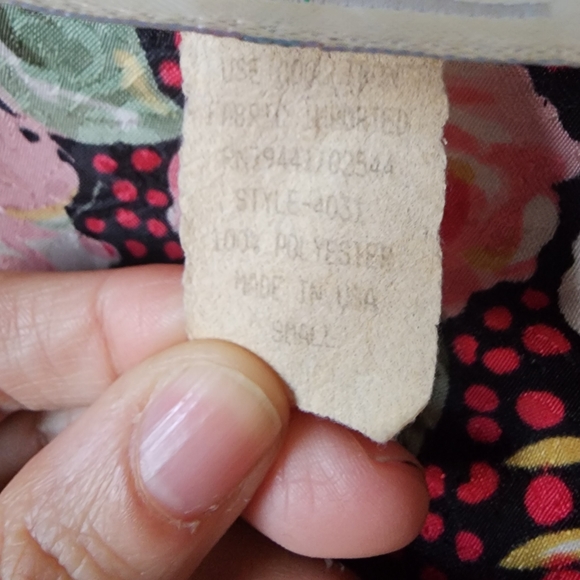 USE COOL IRON
FABRIC IMPORTED
RN79441/02544
STYLE-4031
100% POLYESTER
MADE IN USA
SMALL